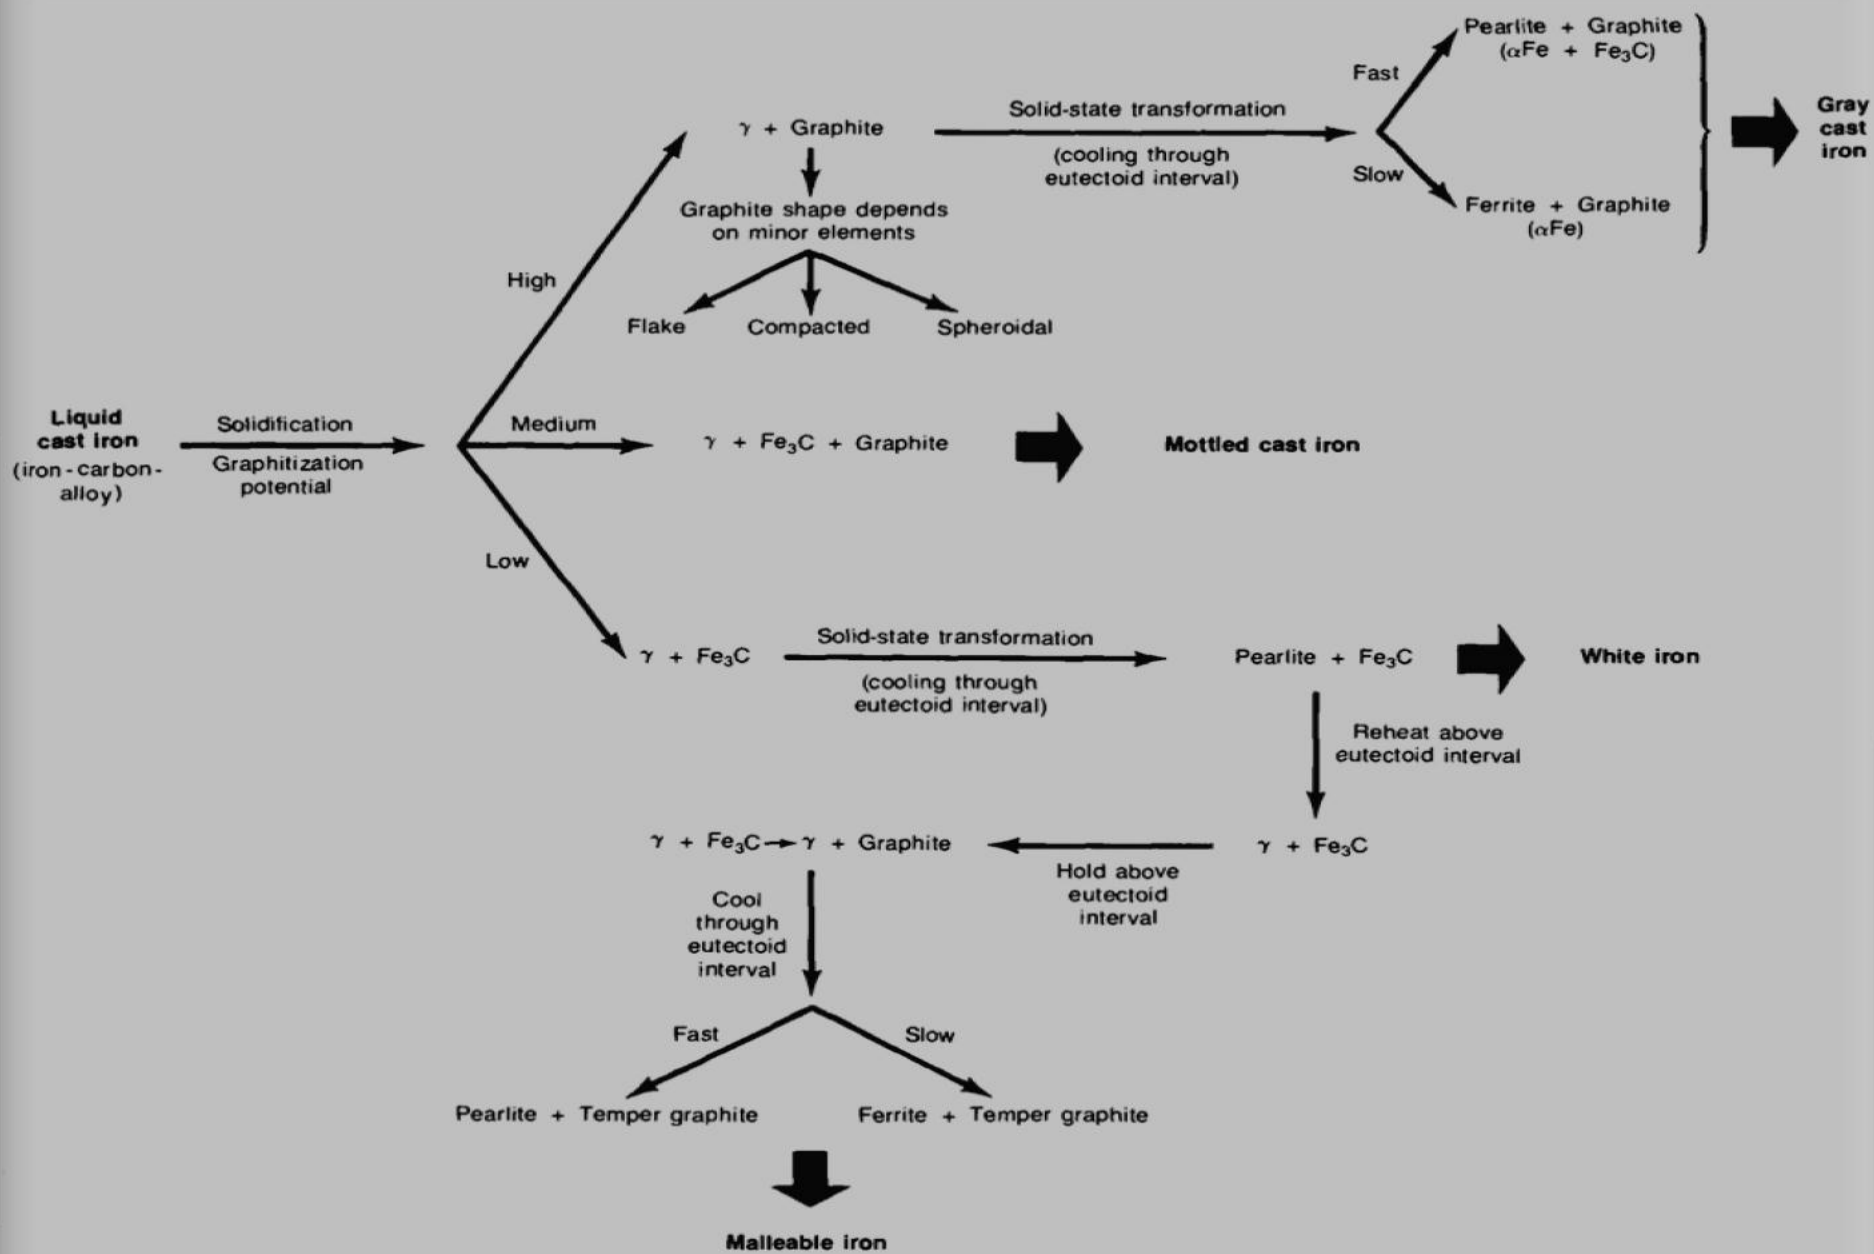 Pearlite + Graphite
(αFe + Fe₃C)
Fast
Gray
cast
iron
Solid-state transformation
γ + Graphite
(cooling through
eutectoid interval)
Slow
Graphite shape depends
on minor elements
Ferrite + Graphite
(αFe)
High
Flake
Compacted
Spheroidal
Liquid
cast iron
(iron-carbon-
alloy)
Solidification
Graphitization
potential
Medium
γ + Fe₃C + Graphite
Mottled cast iron
Low
γ + Fe₃C
Solid-state transformation
(cooling through
eutectoid interval)
Pearlite + Fe₃C
White iron
Reheat above
eutectoid interval
γ + Fe₃C→γ + Graphite
γ + Fe₃C
Hold above
eutectoid
interval
Cool
through
eutectoid
interval
Fast
Slow
Pearlite + Temper graphite
Ferrite + Temper graphite
Malleable iron